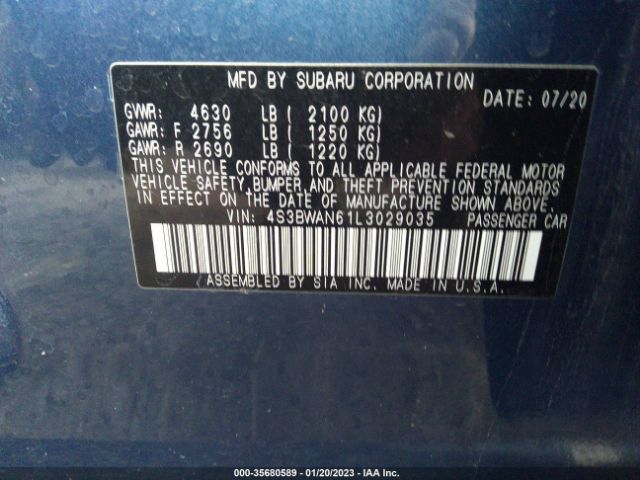 MFD BY SUBARU CORPORATION
DATE: 07/20
GVWR: 4630 LB ( 2100 KG)
GAWR: F 2756 LB ( 1250 KG)
GAWR: R 2690 LB ( 1220 KG)
THIS VEHICLE CONFORMS TO ALL APPLICABLE FEDERAL MOTOR
VEHICLE SAFETY, BUMPER, AND THEFT PREVENTION STANDARDS
IN EFFECT ON THE DATE OF MANUFACTURE SHOWN ABOVE.
VIN: 4S3BWAN61L3029035 PASSENGER CAR
ASSEMBLED BY SIA INC. MADE IN U.S.A.
000-35680589 - 01/20/2023 - IAA Inc.